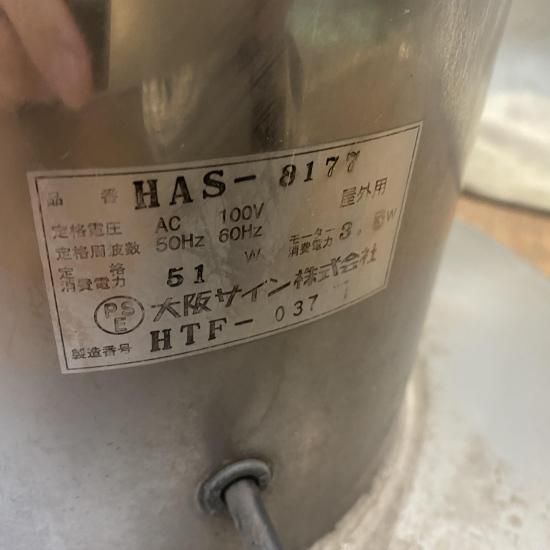 品 番 HAS-8177
定格電圧 AC 100V 屋外用
定格周波数 50Hz 60Hz
定格消費電力 51 W モーター消費電力 3. W
PSE 大阪サイン株式会社
製造番号 HTF-037